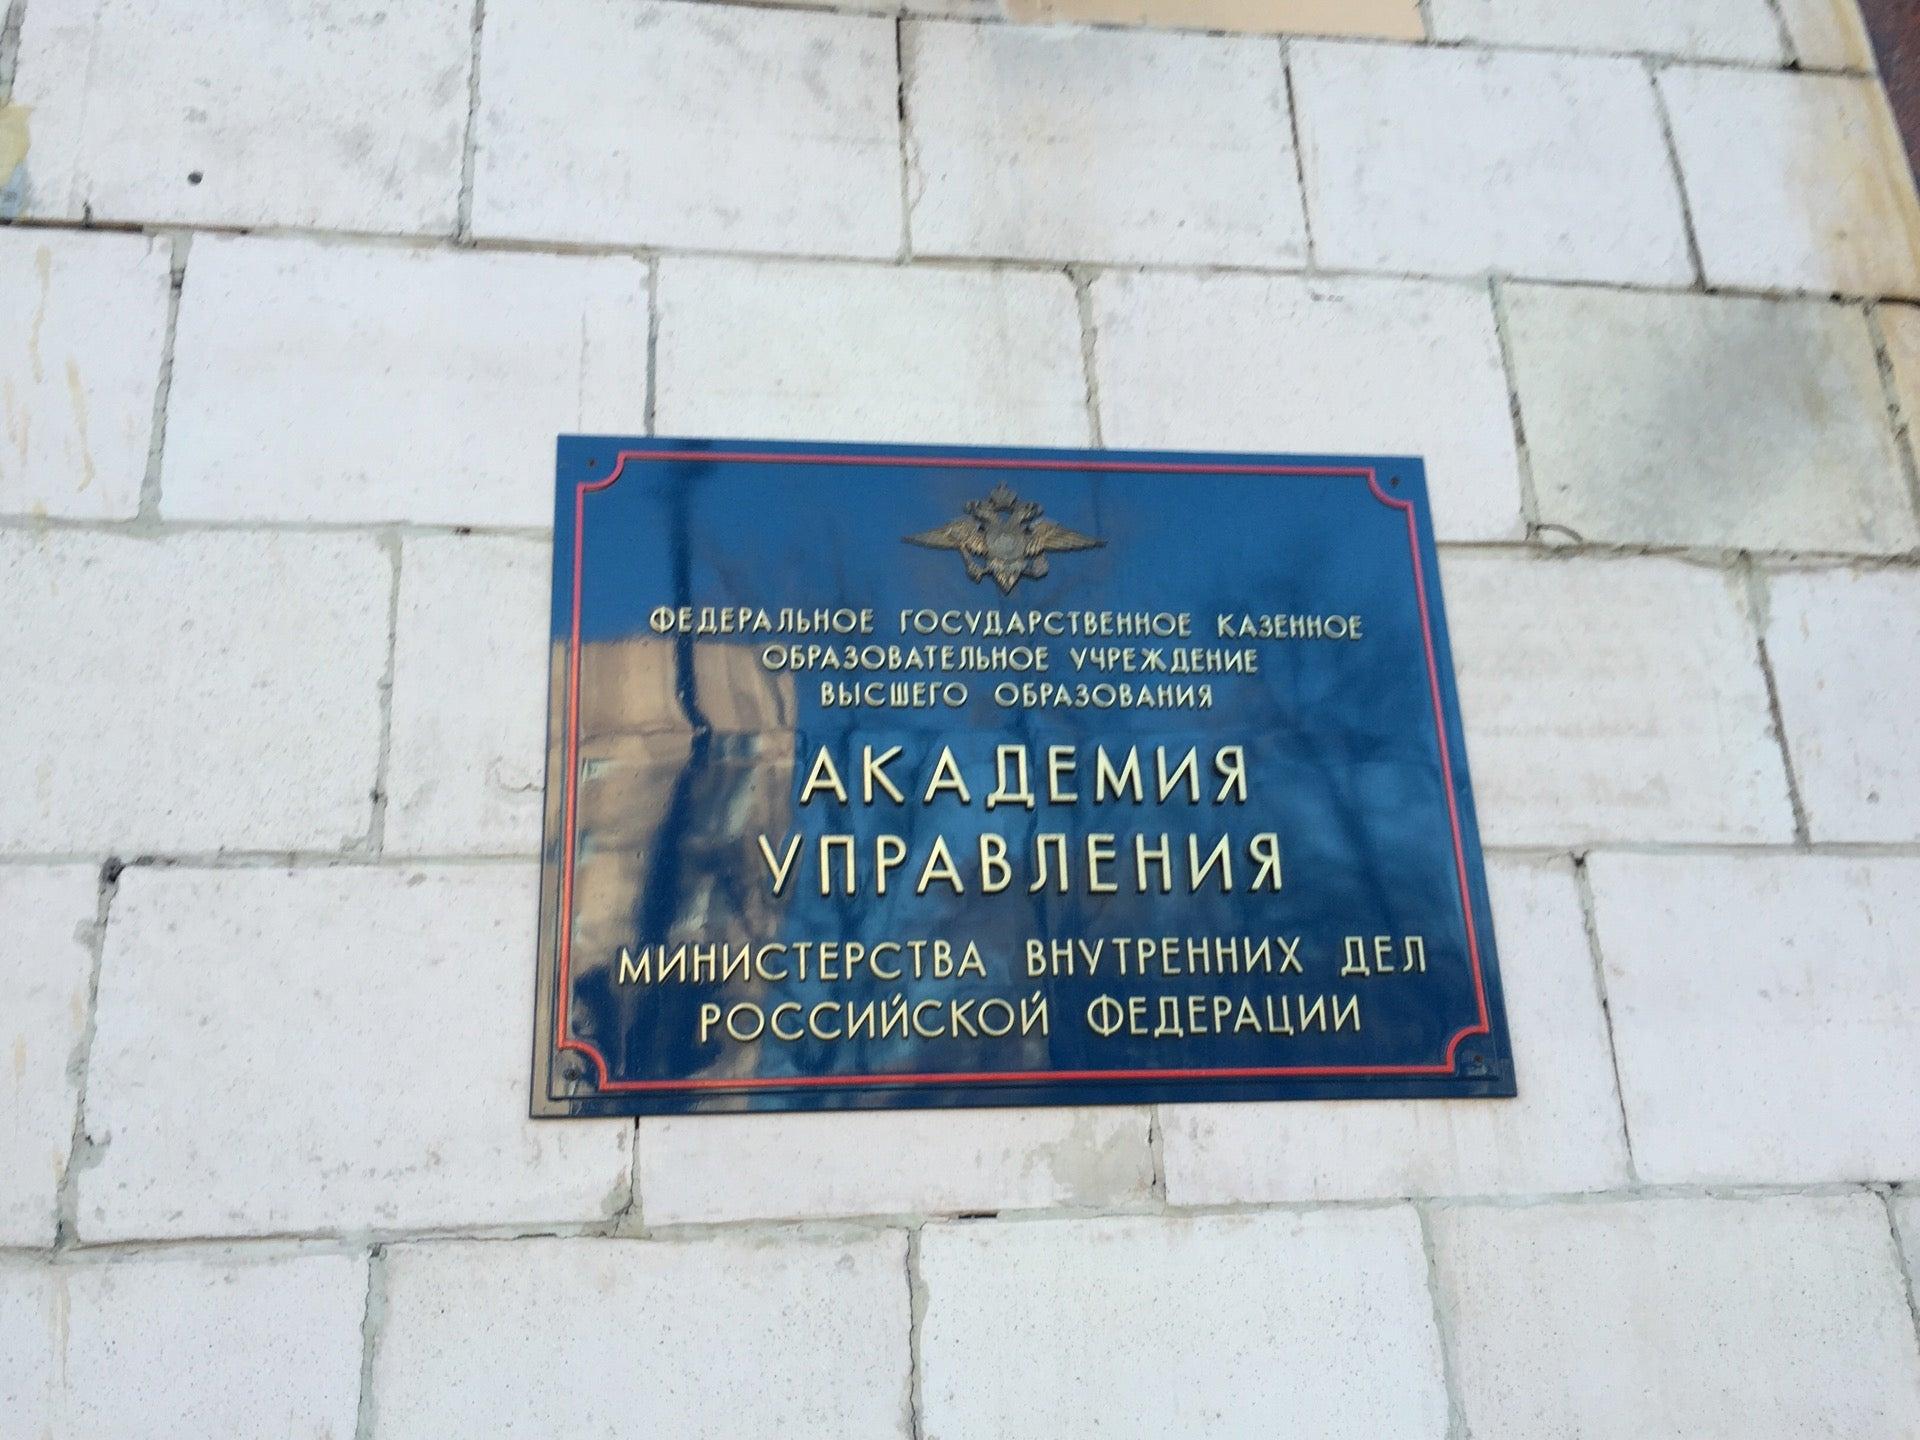 ФЕДЕРАЛЬНОЕ ГОСУДАРСТВЕННОЕ КАЗЕННОЕ
ОБРАЗОВАТЕЛЬНОЕ УЧРЕЖДЕНИЕ
ВЫСШЕГО ОБРАЗОВАНИЯ
АКАДЕМИЯ
УПРАВЛЕНИЯ
МИНИСТЕРСТВА ВНУТРЕННИХ ДЕЛ
РОССИЙСКОЙ ФЕДЕРАЦИИ